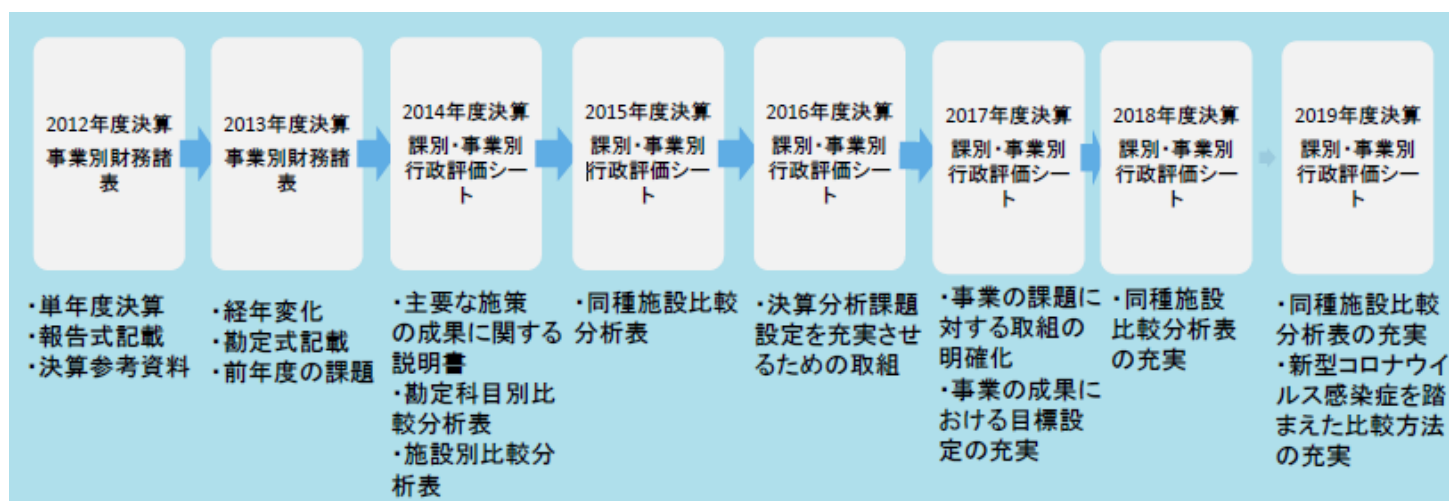 2012年度決算
事業別財務諸
表
2013年度決算
事業別財務諸
表
2014年度決算
課別・事業別
行政評価シー
ト
2015年度決算
課別・事業別
行政評価シー
ト
2016年度決算
課別・事業別
行政評価シー
ト
2017年度決算
課別・事業別
行政評価シー
ト
2018年度決算
課別・事業別
行政評価シー
ト
2019年度決算
課別・事業別
行政評価シー
ト
・単年度決算
・報告式記載
・決算参考資料
・経年変化
・勘定式記載
・前年度の課題
・主要な施策
の成果に関する
説明書
・勘定科目別比
較分析表
・施設別比較分
析表
・同種施設比較
分析表
・決算分析課題
設定を充実させ
るための取組
・事業の課題に
対する取組の
明確化
・事業の成果に
おける目標設
定の充実
・同種施設
比較分析表
の充実
・同種施設比較
分析表の充実
・新型コロナウイ
ルス感染症を踏
まえた比較方法
の充実